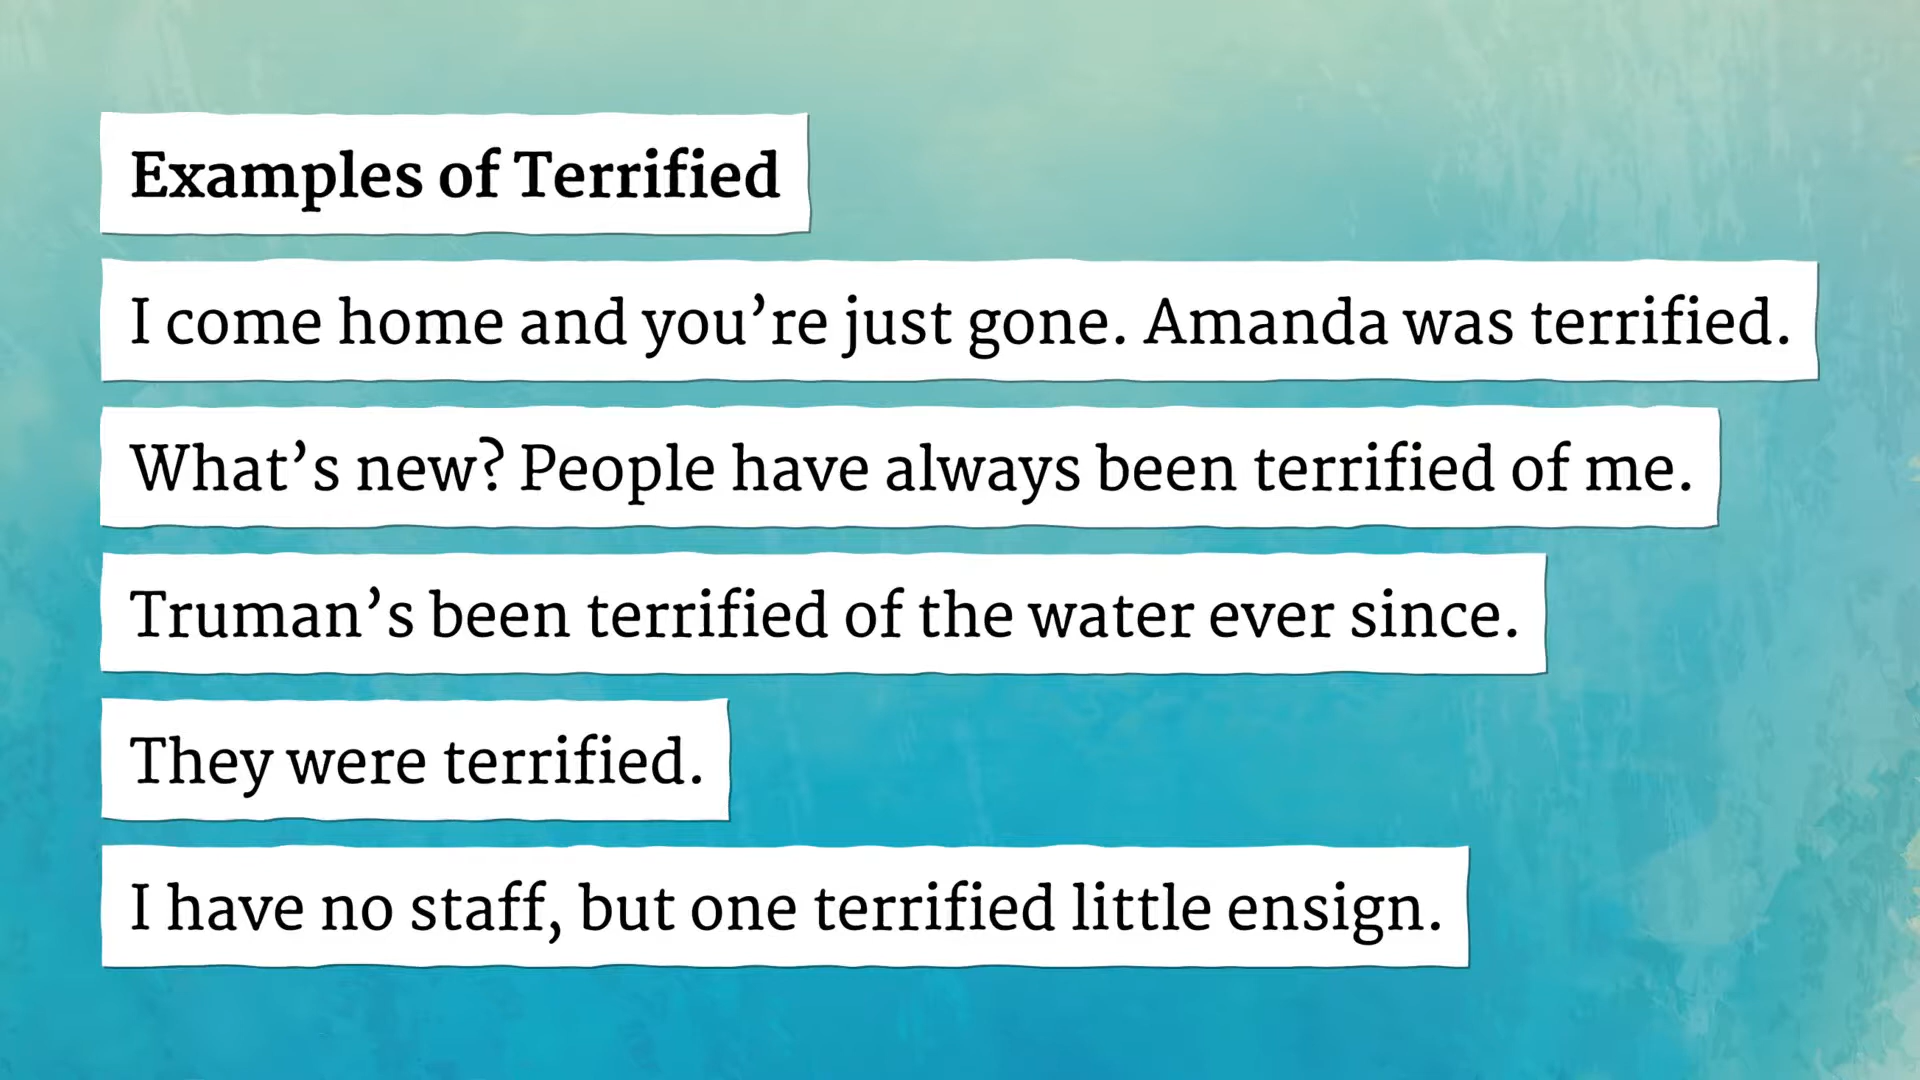 Examples of Terrified
I come home and you’re just gone. Amanda was terrified.
What’s new? People have always been terrified of me.
Truman’s been terrified of the water ever since.
They were terrified.
I have no staff, but one terrified little ensign.